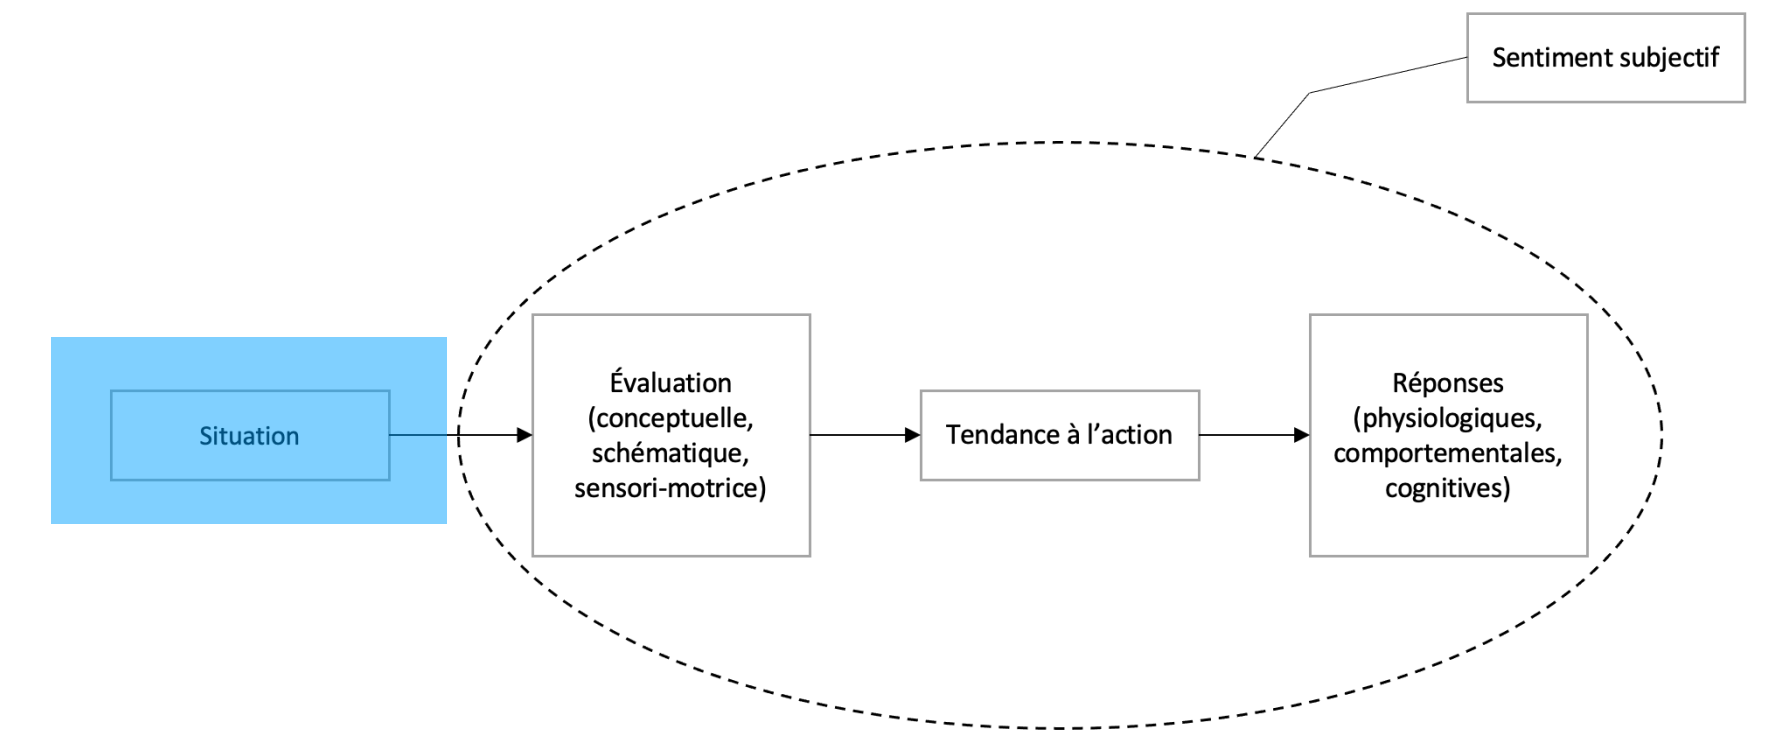 Sentiment subjectif
Situation
Évaluation
(conceptuelle,
schématique,
sensori-motrice)
Tendance à l’action
Réponses
(physiologiques,
comportementales,
cognitives)